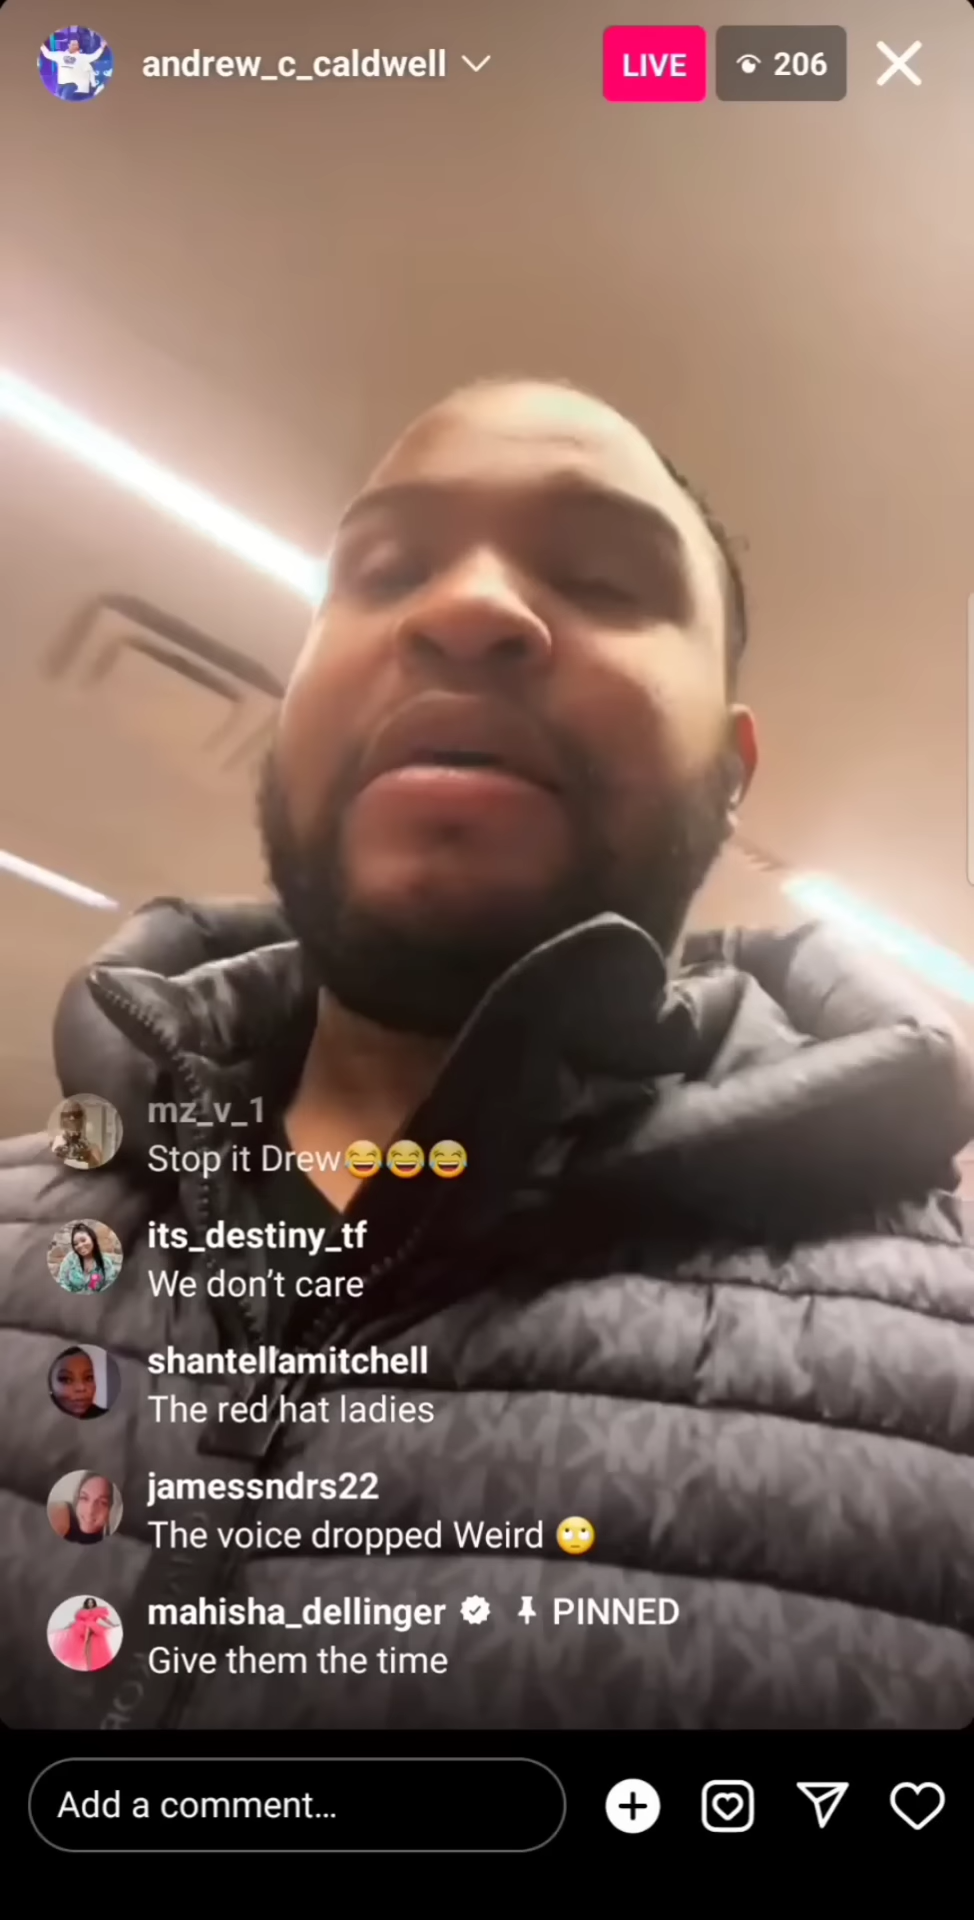 andrew_c_caldwell
LIVE
206
mz_v_1
Stop it Drew😂😂😂
its_destiny_tf
We don’t care
shantellamitchell
The red hat ladies
jamessndrs22
The voice dropped Weird 🙄
mahisha_dellinger PINNED
Give them the time
Add a comment...